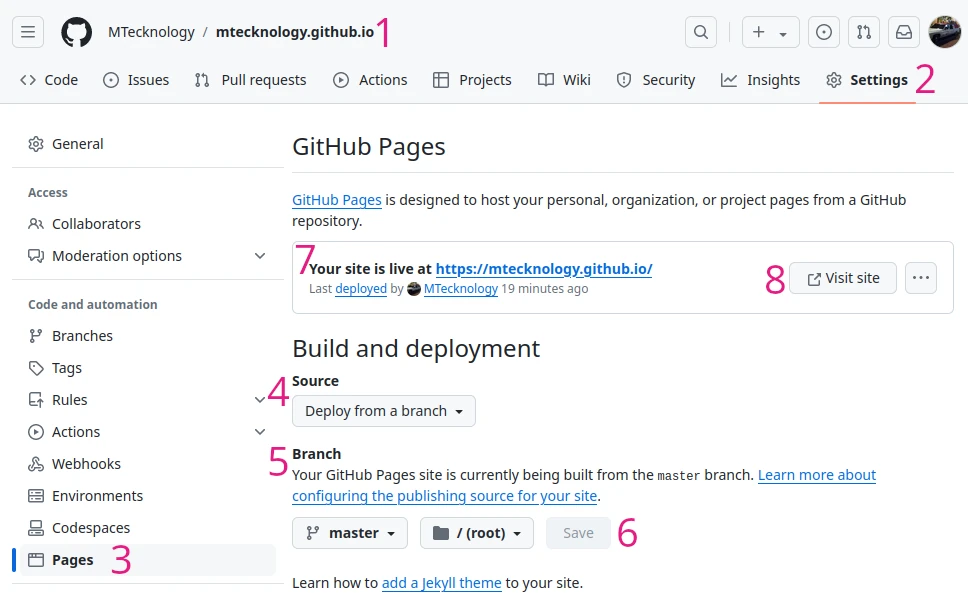 MTecknology / mtecknology.github.io 1
Code Issues Pull requests Actions Projects Wiki Security Insights Settings 2
General
Access
Collaborators
Moderation options
Code and automation
Branches
Tags
Rules
Actions
Webhooks
Environments
Codespaces
Pages 3
GitHub Pages
GitHub Pages is designed to host your personal, organization, or project pages from a GitHub
repository.
7 Your site is live at https://mtecknology.github.io/
Last deployed by MTecknology 19 minutes ago
8 Visit site
Build and deployment
4 Source
Deploy from a branch
5 Branch
Your GitHub Pages site is currently being built from the master branch. Learn more about
configuring the publishing source for your site.
master / (root) Save 6
Learn how to add a Jekyll theme to your site.